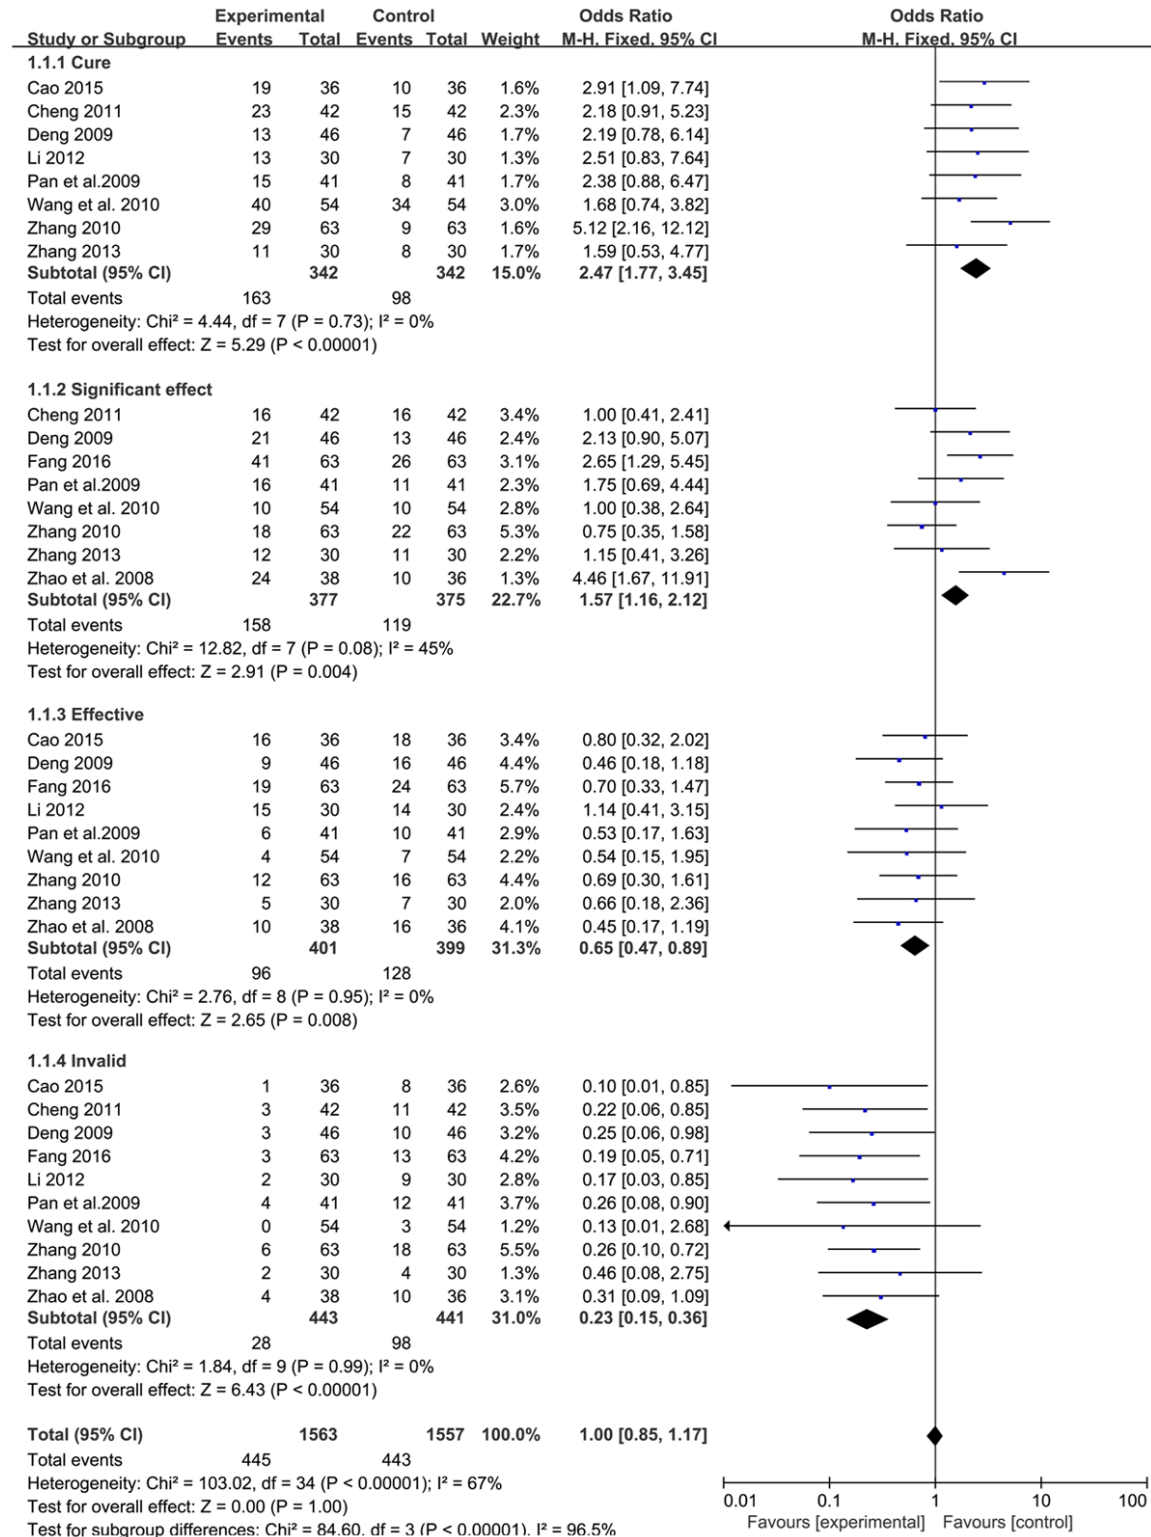 Experimental Control Odds Ratio Odds Ratio
Study or Subgroup Events Total Events Total Weight M-H, Fixed, 95% CI M-H, Fixed, 95% CI
1.1.1 Cure
Cao 2015 19 36 10 36 1.6% 2.91 [1.09, 7.74]
Cheng 2011 23 42 15 42 2.3% 2.18 [0.91, 5.23]
Deng 2009 13 46 7 46 1.7% 2.19 [0.78, 6.14]
Li 2012 13 30 7 30 1.3% 2.51 [0.83, 7.64]
Pan et al.2009 15 41 8 41 1.7% 2.38 [0.88, 6.47]
Wang et al. 2010 40 54 34 54 3.0% 1.68 [0.74, 3.82]
Zhang 2010 29 63 9 63 1.6% 5.12 [2.16, 12.12]
Zhang 2013 11 30 8 30 1.7% 1.59 [0.53, 4.77]
Subtotal (95% CI) 342 342 15.0% 2.47 [1.77, 3.45]
Total events 163 98
Heterogeneity: Chi² = 4.44, df = 7 (P = 0.73); I² = 0%
Test for overall effect: Z = 5.29 (P < 0.00001)
1.1.2 Significant effect
Cheng 2011 16 42 16 42 3.4% 1.00 [0.41, 2.41]
Deng 2009 21 46 13 46 2.4% 2.13 [0.90, 5.07]
Fang 2016 41 63 26 63 3.1% 2.65 [1.29, 5.45]
Pan et al.2009 16 41 11 41 2.3% 1.75 [0.69, 4.44]
Wang et al. 2010 10 54 10 54 2.8% 1.00 [0.38, 2.64]
Zhang 2010 18 63 22 63 5.3% 0.75 [0.35, 1.58]
Zhang 2013 12 30 11 30 2.2% 1.15 [0.41, 3.26]
Zhao et al. 2008 24 38 10 36 1.3% 4.46 [1.67, 11.91]
Subtotal (95% CI) 377 375 22.7% 1.57 [1.16, 2.12]
Total events 158 119
Heterogeneity: Chi² = 12.82, df = 7 (P = 0.08); I² = 45%
Test for overall effect: Z = 2.91 (P = 0.004)
1.1.3 Effective
Cao 2015 16 36 18 36 3.4% 0.80 [0.32, 2.02]
Deng 2009 9 46 16 46 4.4% 0.46 [0.18, 1.18]
Fang 2016 19 63 24 63 5.7% 0.70 [0.33, 1.47]
Li 2012 15 30 14 30 2.4% 1.14 [0.41, 3.15]
Pan et al.2009 6 41 10 41 2.9% 0.53 [0.17, 1.63]
Wang et al. 2010 4 54 7 54 2.2% 0.54 [0.15, 1.95]
Zhang 2010 12 63 16 63 4.4% 0.69 [0.30, 1.61]
Zhang 2013 5 30 7 30 2.0% 0.66 [0.18, 2.36]
Zhao et al. 2008 10 38 16 36 4.1% 0.45 [0.17, 1.19]
Subtotal (95% CI) 401 399 31.3% 0.65 [0.47, 0.89]
Total events 96 128
Heterogeneity: Chi² = 2.76, df = 8 (P = 0.95); I² = 0%
Test for overall effect: Z = 2.65 (P = 0.008)
1.1.4 Invalid
Cao 2015 1 36 8 36 2.6% 0.10 [0.01, 0.85]
Cheng 2011 3 42 11 42 3.5% 0.22 [0.06, 0.85]
Deng 2009 3 46 10 46 3.2% 0.25 [0.06, 0.98]
Fang 2016 3 63 13 63 4.2% 0.19 [0.05, 0.71]
Li 2012 2 30 9 30 2.8% 0.17 [0.03, 0.85]
Pan et al.2009 4 41 12 41 3.7% 0.26 [0.08, 0.90]
Wang et al. 2010 0 54 3 54 1.2% 0.13 [0.01, 2.68]
Zhang 2010 6 63 18 63 5.5% 0.26 [0.10, 0.72]
Zhang 2013 2 30 4 30 1.3% 0.46 [0.08, 2.75]
Zhao et al. 2008 4 38 10 36 3.1% 0.31 [0.09, 1.09]
Subtotal (95% CI) 443 441 31.0% 0.23 [0.15, 0.36]
Total events 28 98
Heterogeneity: Chi² = 1.84, df = 9 (P = 0.99); I² = 0%
Test for overall effect: Z = 6.43 (P < 0.00001)
Total (95% CI) 1563 1557 100.0% 1.00 [0.85, 1.17]
Total events 445 443
Heterogeneity: Chi² = 103.02, df = 34 (P < 0.00001); I² = 67%
Test for overall effect: Z = 0.00 (P = 1.00)
Test for subgroup differences: Chi² = 84.60, df = 3 (P < 0.00001), I² = 96.5%
0.01 0.1 1 10 100
Favours [experimental] Favours [control]